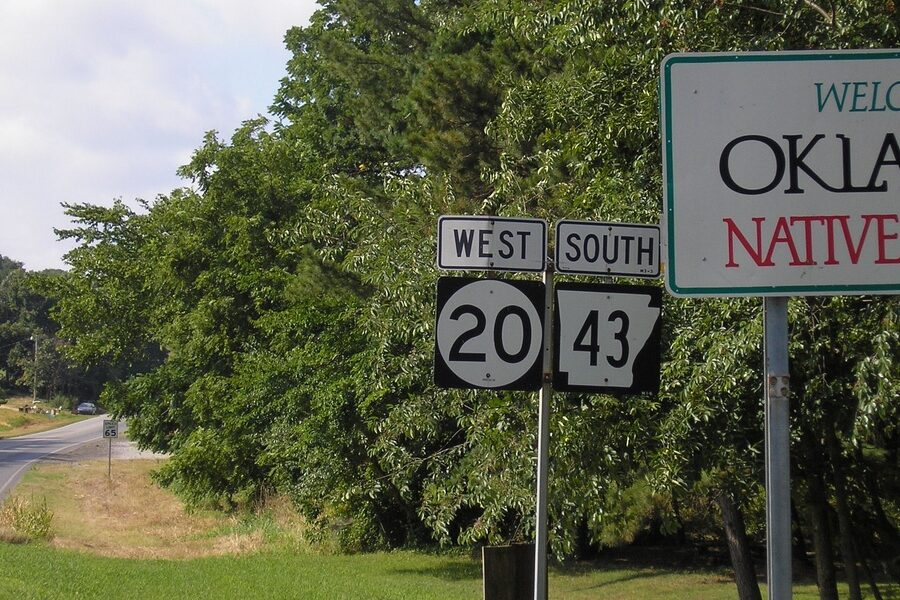 WEST
20
SOUTH
43
WELC
OKLA
NATIVE
65